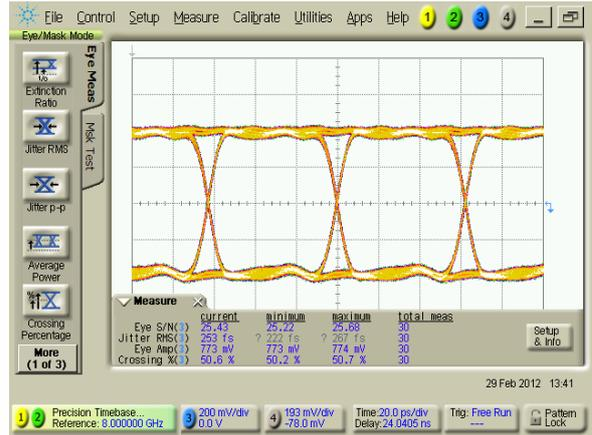 File Control Setup Measure Calibrate Utilities Apps Help 1 2 3 4
Eye/Mask Mode
Eye Meas
Msk Test
Extinction
Ratio
Jitter RMS
Jitter p-p
Average
Power
Crossing
Percentage
More
(1 of 3)
Measure
current minimum maximum total meas
Eye S/N(3) 25.43 25.22 25.68 30
Jitter RMS(3) 253 fs ? 222 fs ? 267 fs 30
Eye Amp(3) 773 mV 773 mV 774 mV 30
Crossing %(3) 50.6 % 50.2 % 50.7 % 30
Setup
& Info
29 Feb 2012 13:41
1 2 Precision Timebase...
Reference: 8.000000 GHz
3 200 mV/div
0.0 V
4 193 mV/div
-78.0 mV
Time:20.0 ps/div
Delay:24.0405 ns
Trig: Free Run
---
Pattern
Lock